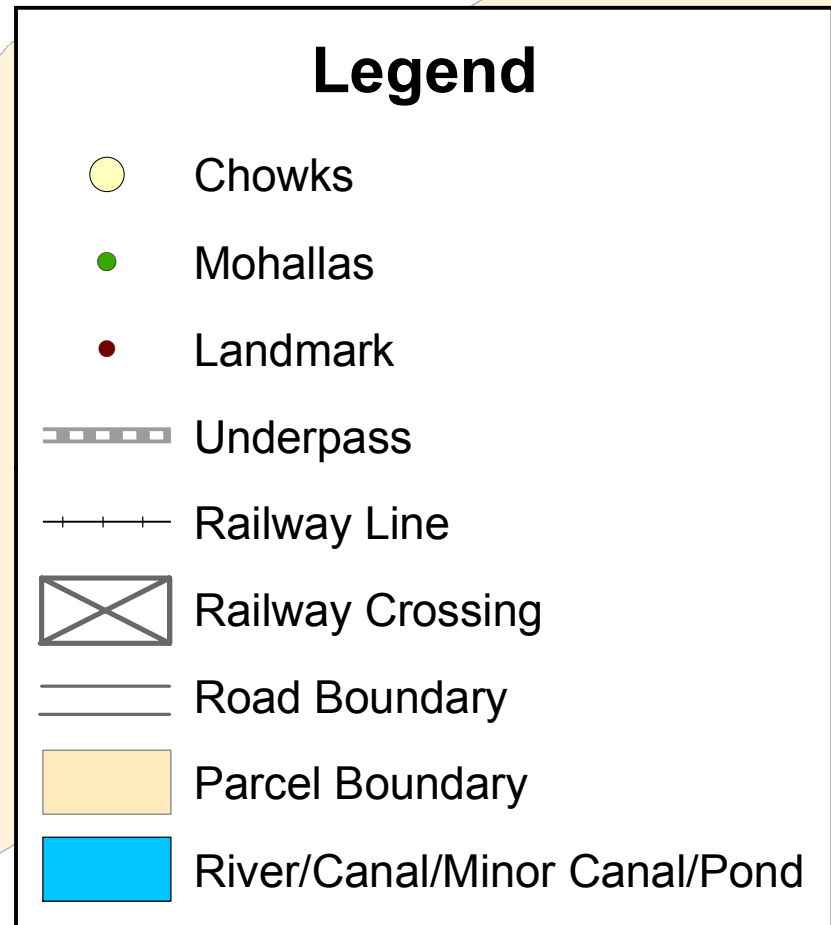 Legend
Chowks
Mohallas
Landmark
Underpass
Railway Line
Railway Crossing
Road Boundary
Parcel Boundary
River/Canal/Minor Canal/Pond